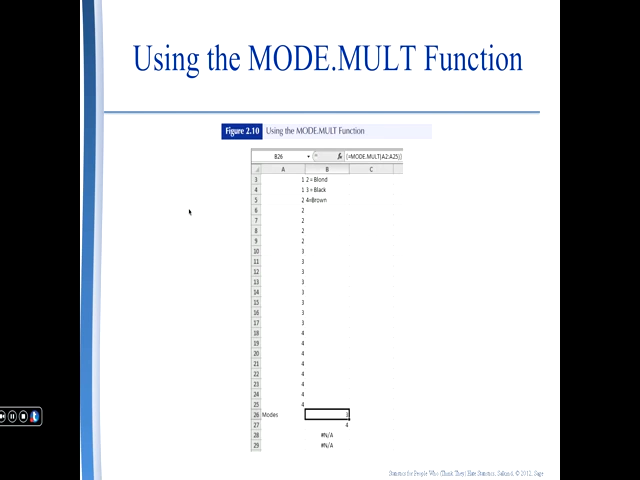 Using the MODE.MULT Function
Figure 2.10 Using the MODE.MULT Function
B26 fx {=MODE.MULT(A2:A25)}
A B C
3 1 2 = Blond
4 1 3 = Black
5 2 4=Brown
6 2
7 2
8 2
9 2
10 3
11 3
12 3
13 3
14 3
15 3
16 3
17 3
18 4
19 4
20 4
21 4
22 4
23 4
24 4
25 4
26 Modes 3
27 4
28 #N/A
29 #N/A
Statistics for People Who (Think They) Hate Statistics, Salkind. © 2012, Sage